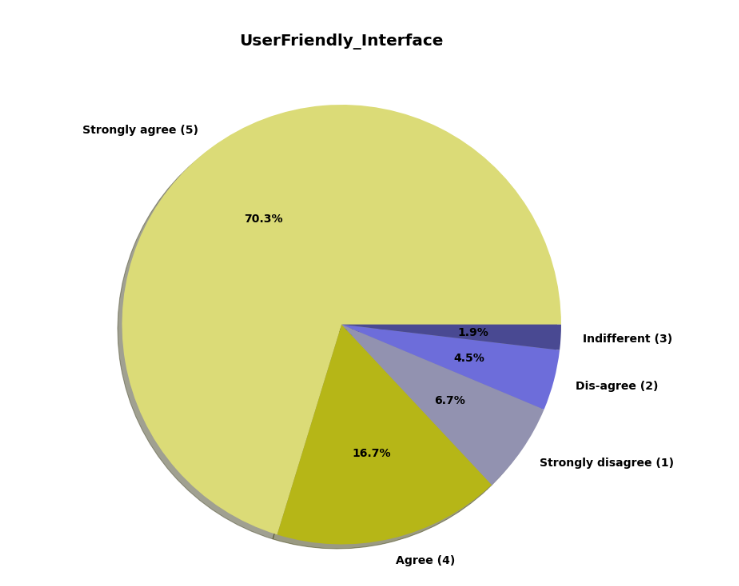 UserFriendly_Interface
Strongly agree (5)
70.3%
1.9%
Indifferent (3)
4.5%
Dis-agree (2)
6.7%
Strongly disagree (1)
16.7%
Agree (4)